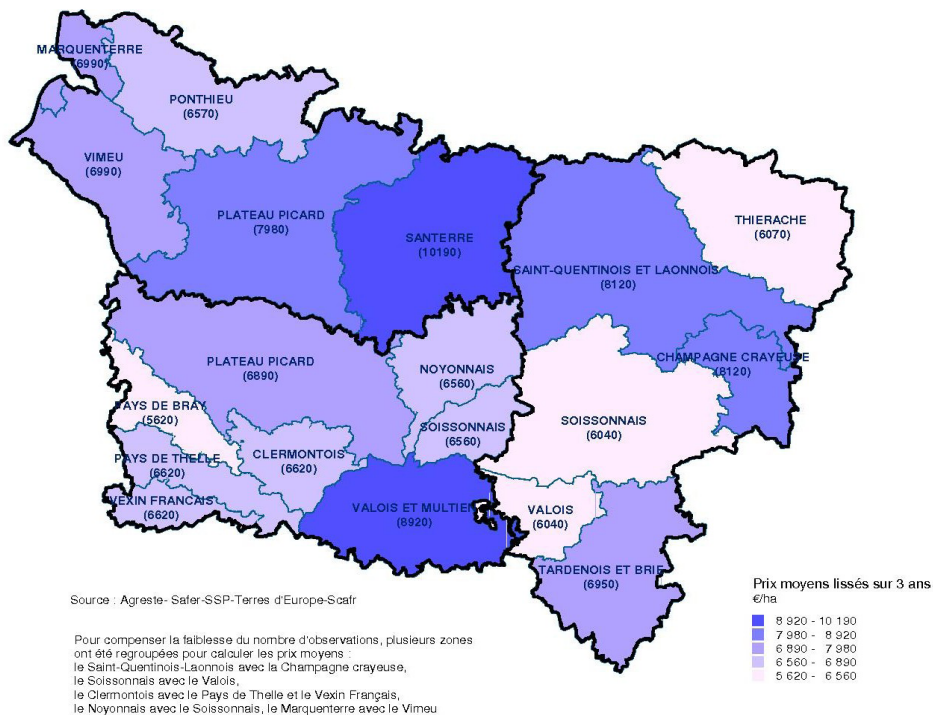 MARQUENTERRE
(6990)
PONTHIEU
(6570)
VIMEU
(6990)
PLATEAU PICARD
(7980)
SANTERRE
(10190)
THIERACHE
(6070)
SAINT-QUENTINOIS ET LAONNOIS
(8120)
PLATEAU PICARD
(6890)
NOYONNAIS
(6560)
CHAMPAGNE CRAYEUSE
(8120)
PAYS DE BRAY
(5620)
SOISSONNAIS
(6560)
SOISSONNAIS
(6040)
PAYS DE THELLE
(6620)
CLERMONTOIS
(6620)
VEXIN FRANCAIS
(6620)
VALOIS ET MULTIEN
(8920)
VALOIS
(6040)
TARDENOIS ET BRIE
(6950)
Source : Agreste- Safer-SSP-Terres d'Europe-Scafr
Pour compenser la faiblesse du nombre d'observations, plusieurs zones
ont été regroupées pour calculer les prix moyens :
le Saint-Quentinois-Laonnois avec la Champagne crayeuse,
le Soissonnais avec le Valois,
le Clermontois avec le Pays de Thelle et le Vexin Français,
le Noyonnais avec le Soissonnais, le Marquenterre avec le Vimeu
Prix moyens lissés sur 3 ans
€/ha
8 920 - 10 190
7 980 - 8 920
6 890 - 7 980
6 560 - 6 890
5 620 - 6 560